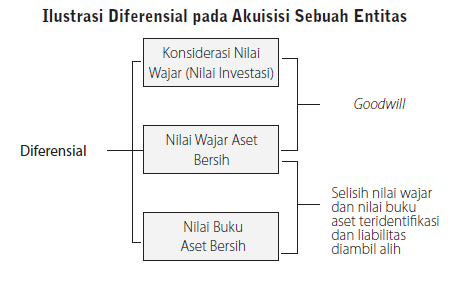 Ilustrasi Diferensial pada Akuisisi Sebuah Entitas
Konsiderasi Nilai
Wajar (Nilai Investasi)
Goodwill
Nilai Wajar Aset
Bersih
Diferensial
Selisih nilai wajar
dan nilai buku
aset teridentifikasi
dan liabilitas
diambil alih
Nilai Buku
Aset Bersih